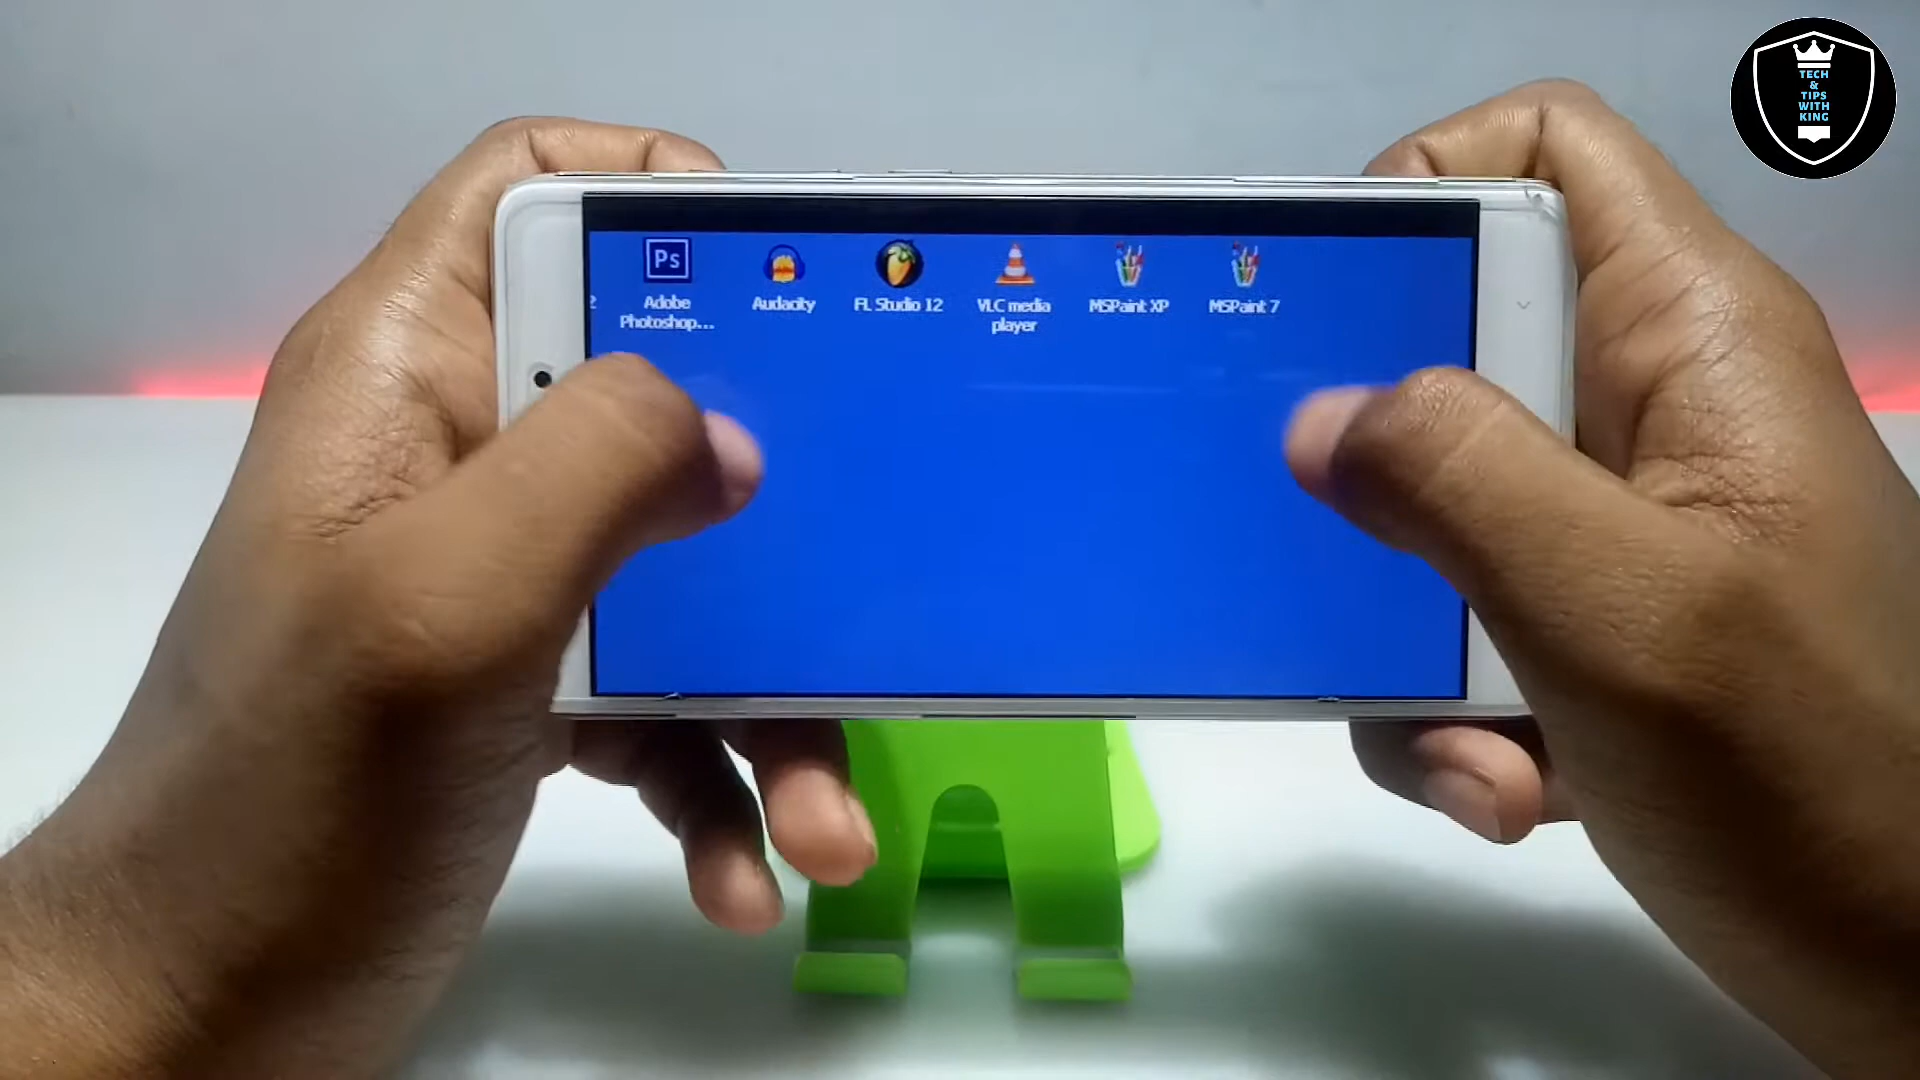 TECH
&
TIPS
WITH
KING
Ps
Adobe
Photoshop...
Audacity
FL Studio 12
VLC media
player
MSPaint XP
MSPaint 7